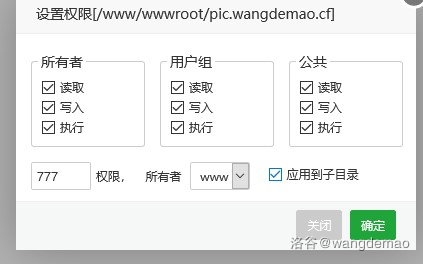 设置权限[/www/wwwroot/pic.wangdemao.cf]
所有者 用户组 公共
读取 读取 读取
写入 写入 写入
执行 执行 执行
777 权限， 所有者 www 应用到子目录
关闭 确定
洛谷@wangdemao